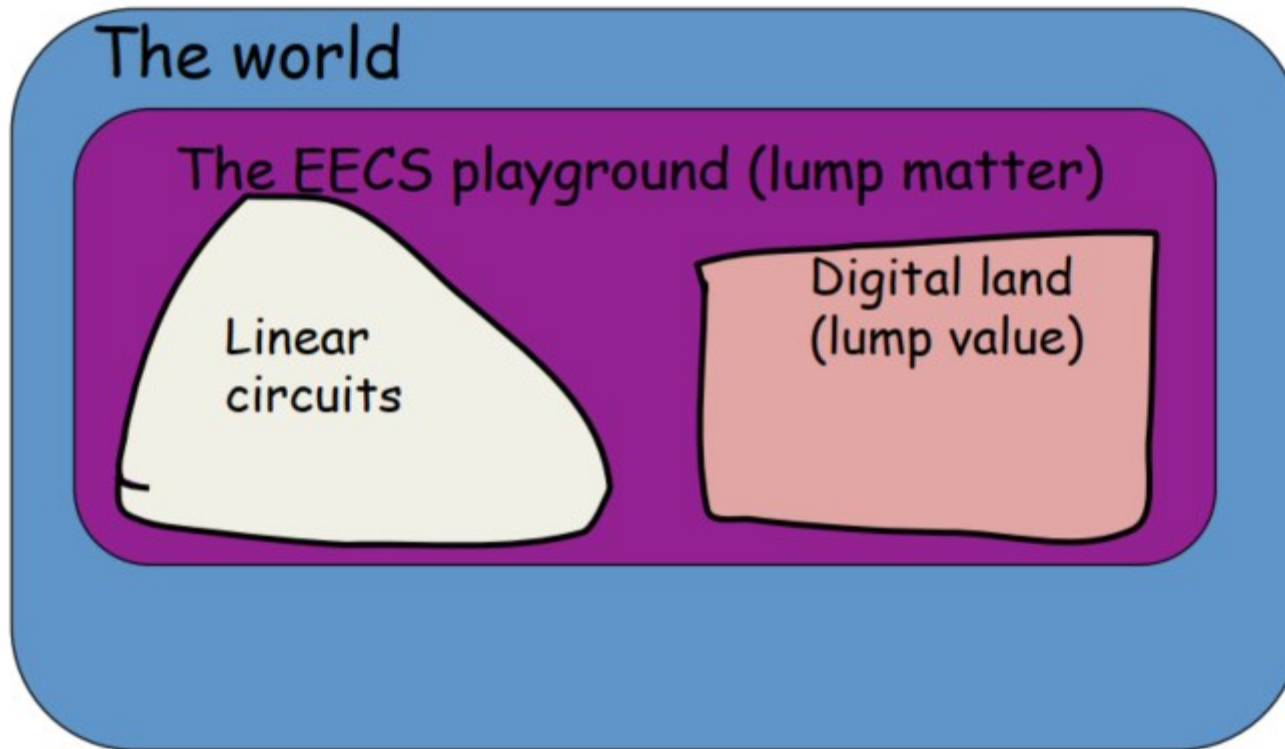 The world
The EECS playground (lump matter)
Linear
circuits
Digital land
(lump value)